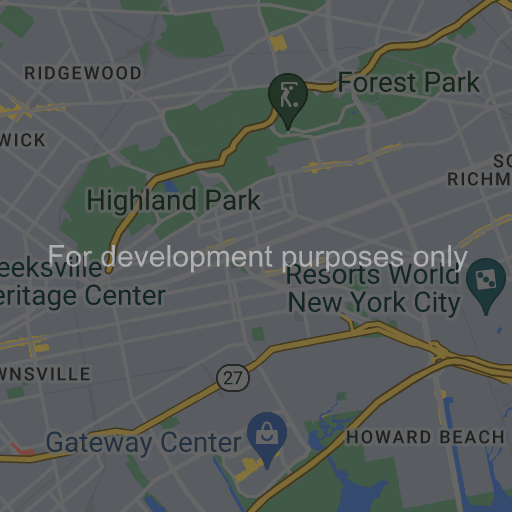 RIDGEWOOD
Forest Park
WICK
SO
RICHM
Highland Park
For development purposes only
eeksville
eritage Center
Resorts World
New York City
WNSVILLE
27
Gateway Center
HOWARD BEACH